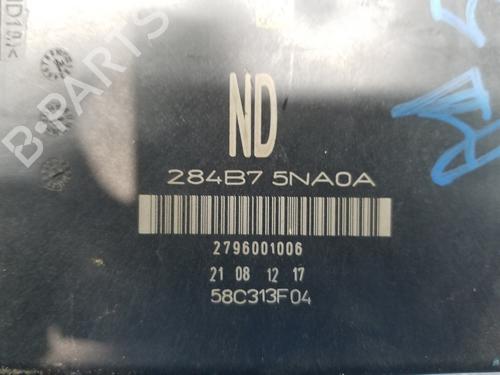 B-PARTS
ND
284B7 5NA0A
2796001006
21 08 12 17
58C313F04